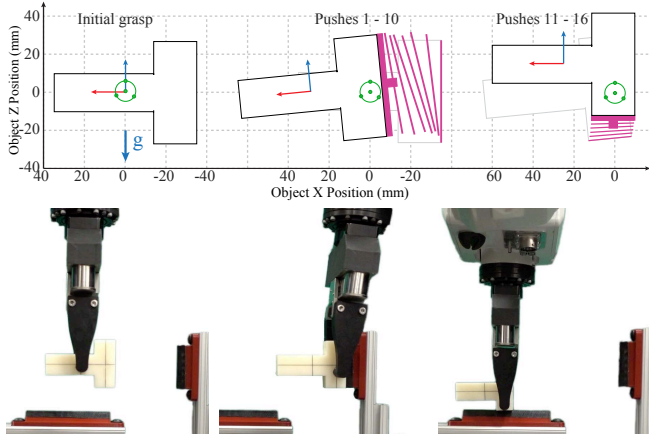 Initial grasp
Pushes 1 - 10
Pushes 11 - 16
Object Z Position (mm)
40
20
0
-20
-40
g
40 20 0 -20 -40
60 40 20 0 -20
60 40 20 0
Object X Position (mm)